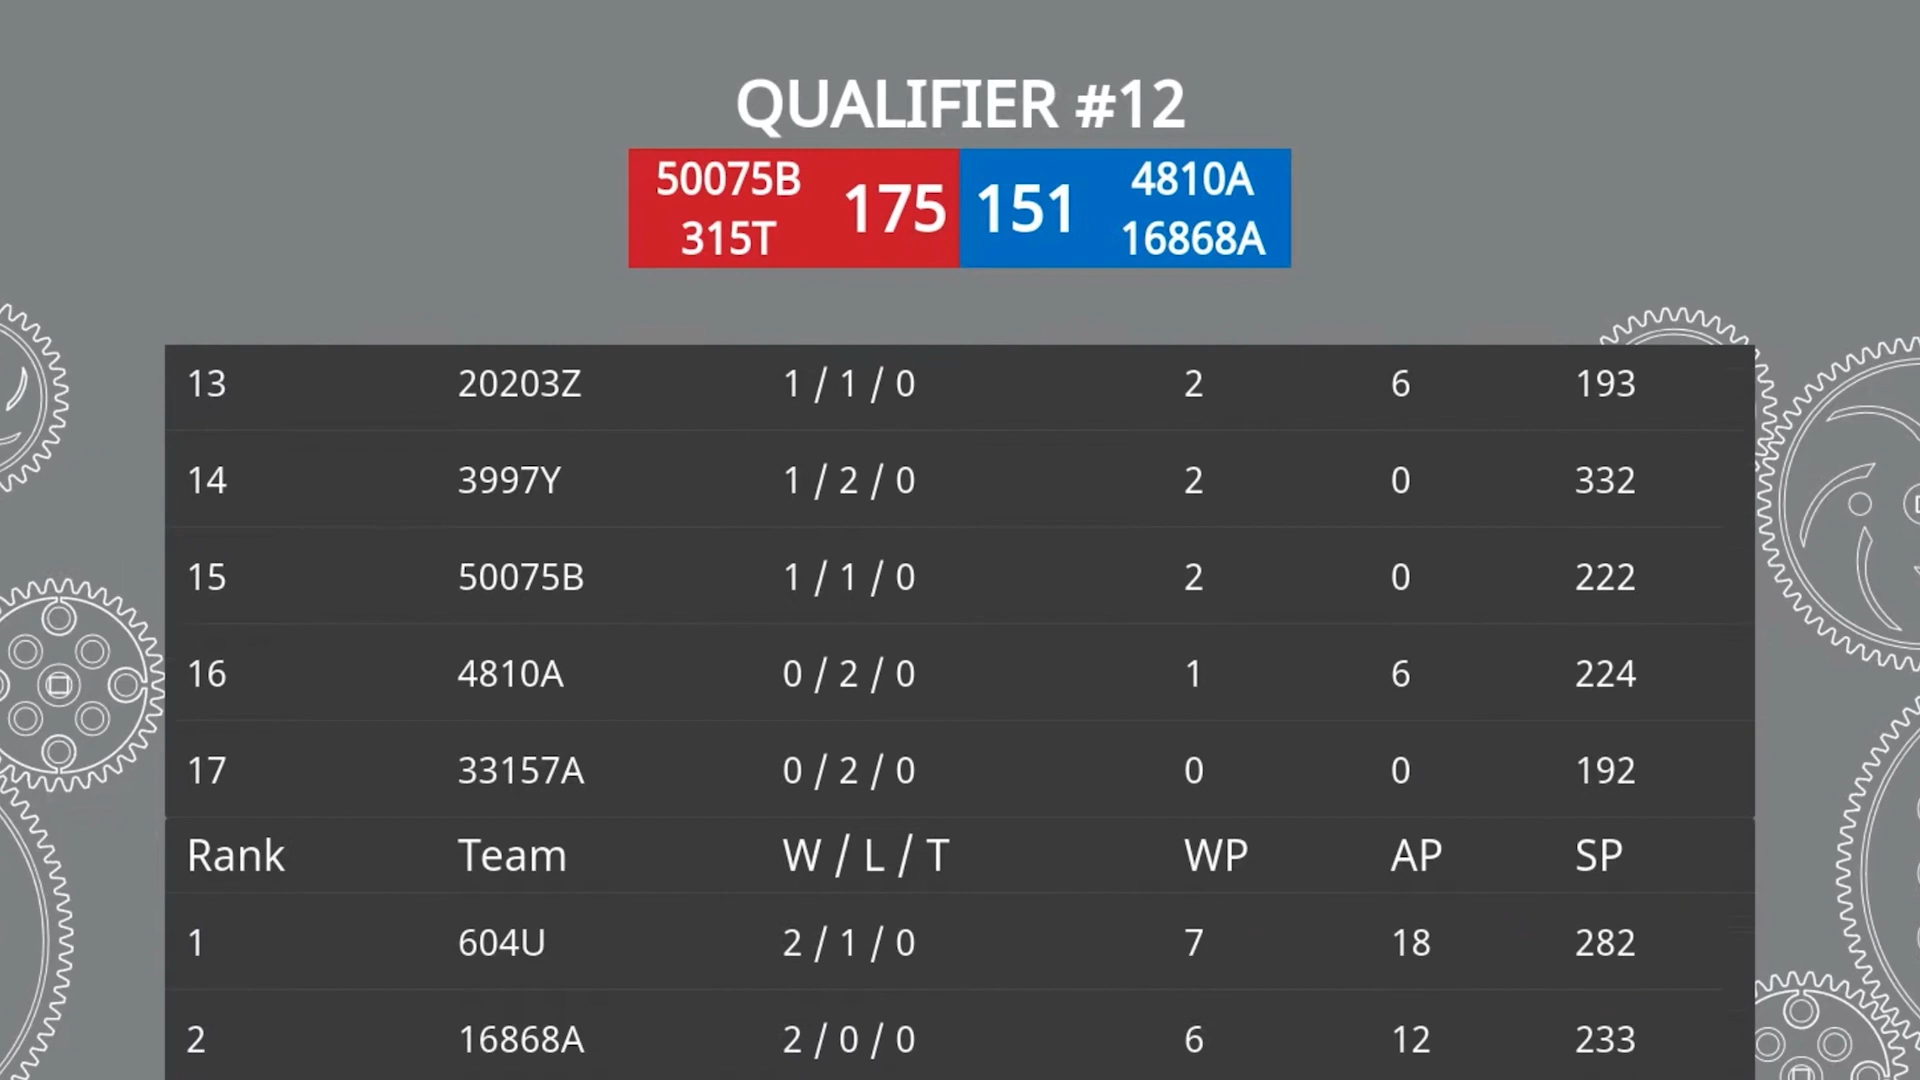 QUALIFIER #12
50075B
315T
175
151
4810A
16868A
13 20203Z 1 / 1 / 0 2 6 193
14 3997Y 1 / 2 / 0 2 0 332
15 50075B 1 / 1 / 0 2 0 222
16 4810A 0 / 2 / 0 1 6 224
17 33157A 0 / 2 / 0 0 0 192
Rank Team W / L / T WP AP SP
1 604U 2 / 1 / 0 7 18 282
2 16868A 2 / 0 / 0 6 12 233